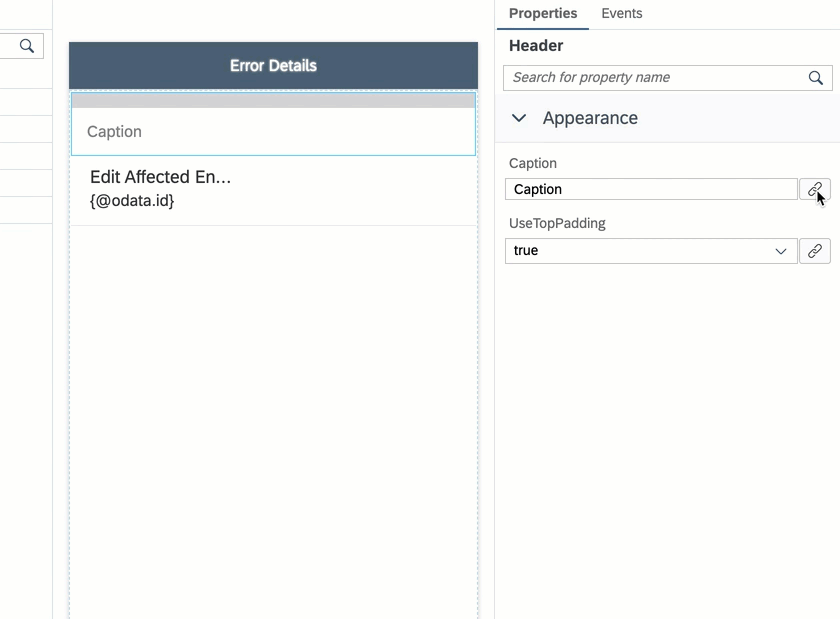 Error Details
Caption
Edit Affected En...
{@odata.id}
Properties Events
Header
Search for property name
Appearance
Caption
Caption
UseTopPadding
true